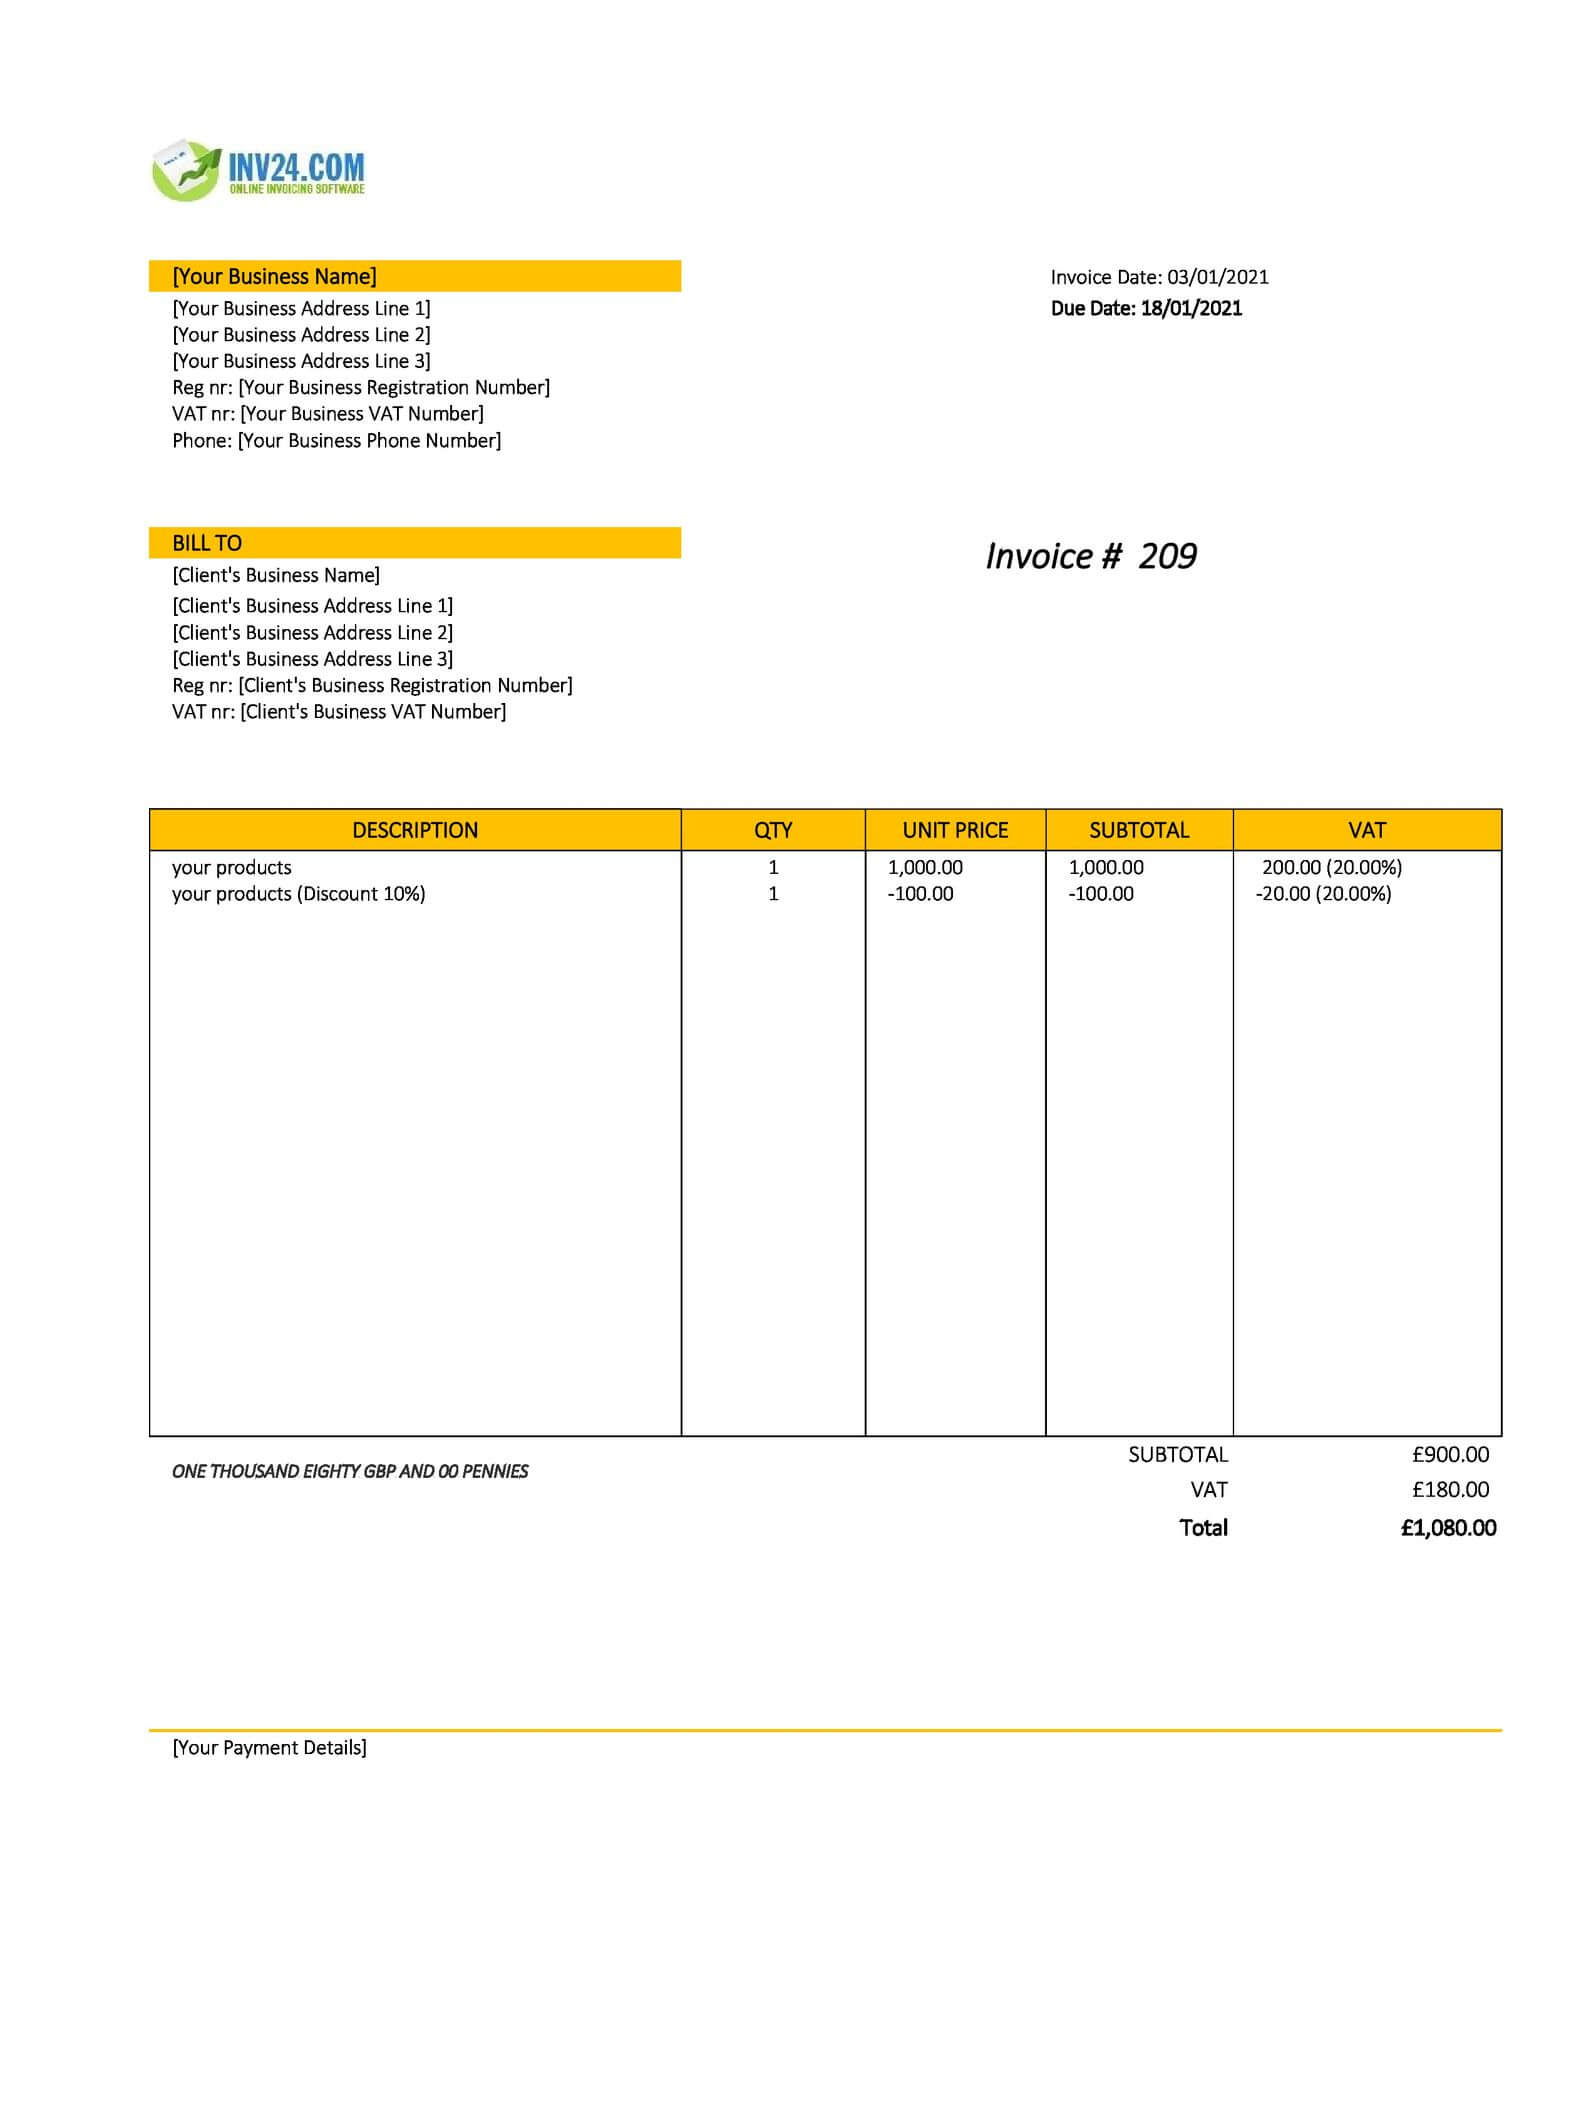 INV24.COM
ONLINE INVOICING SOFTWARE
[Your Business Name]
Invoice Date: 03/01/2021
[Your Business Address Line 1]
Due Date: 18/01/2021
[Your Business Address Line 2]
[Your Business Address Line 3]
Reg nr: [Your Business Registration Number]
VAT nr: [Your Business VAT Number]
Phone: [Your Business Phone Number]
BILL TO
Invoice # 209
[Client's Business Name]
[Client's Business Address Line 1]
[Client's Business Address Line 2]
[Client's Business Address Line 3]
Reg nr: [Client's Business Registration Number]
VAT nr: [Client's Business VAT Number]
DESCRIPTION QTY UNIT PRICE SUBTOTAL VAT
your products 1 1,000.00 1,000.00 200.00 (20.00%)
your products (Discount 10%) 1 -100.00 -100.00 -20.00 (20.00%)
SUBTOTAL £900.00
ONE THOUSAND EIGHTY GBP AND 00 PENNIES
VAT £180.00
Total £1,080.00
[Your Payment Details]